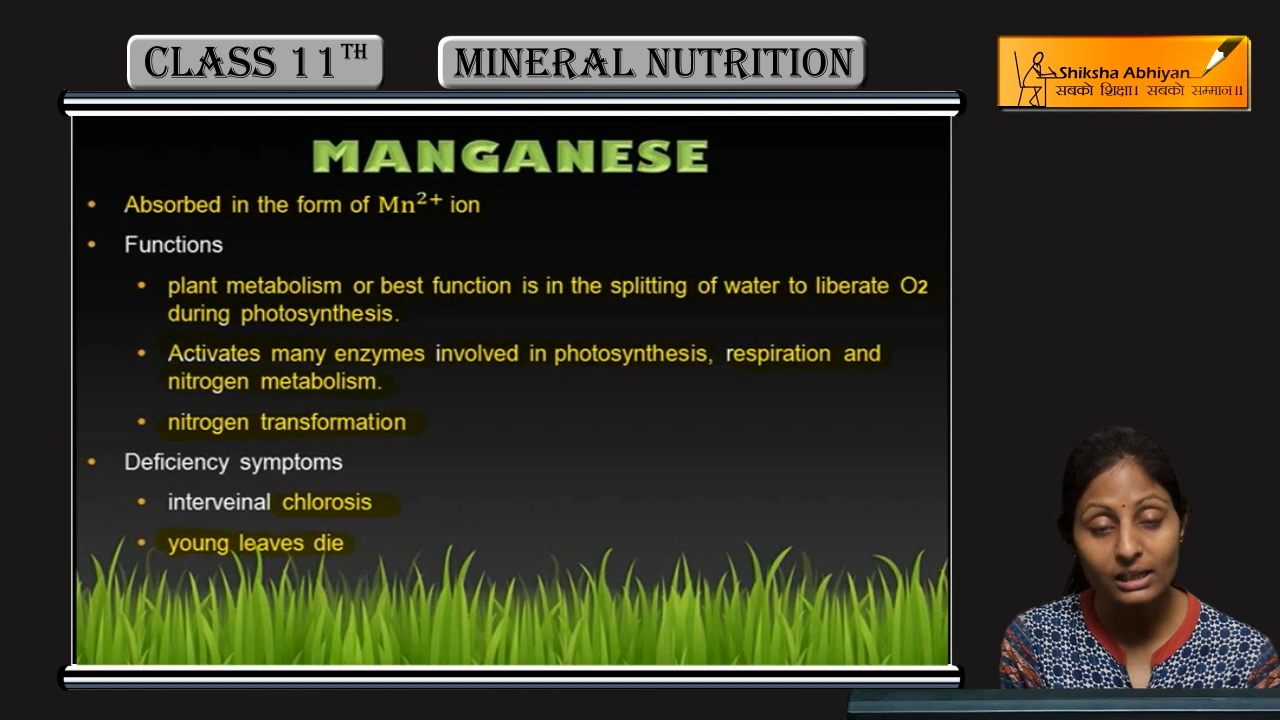 CLASS 11TH
MINERAL NUTRITION
Shiksha Abhiyan
सबको शिक्षा। सबको सम्मान।।
MANGANESE
• Absorbed in the form of Mn²⁺ ion
• Functions
• plant metabolism or best function is in the splitting of water to liberate O2
during photosynthesis.
• Activates many enzymes involved in photosynthesis, respiration and
nitrogen metabolism.
• nitrogen transformation
• Deficiency symptoms
• interveinal chlorosis
• young leaves die